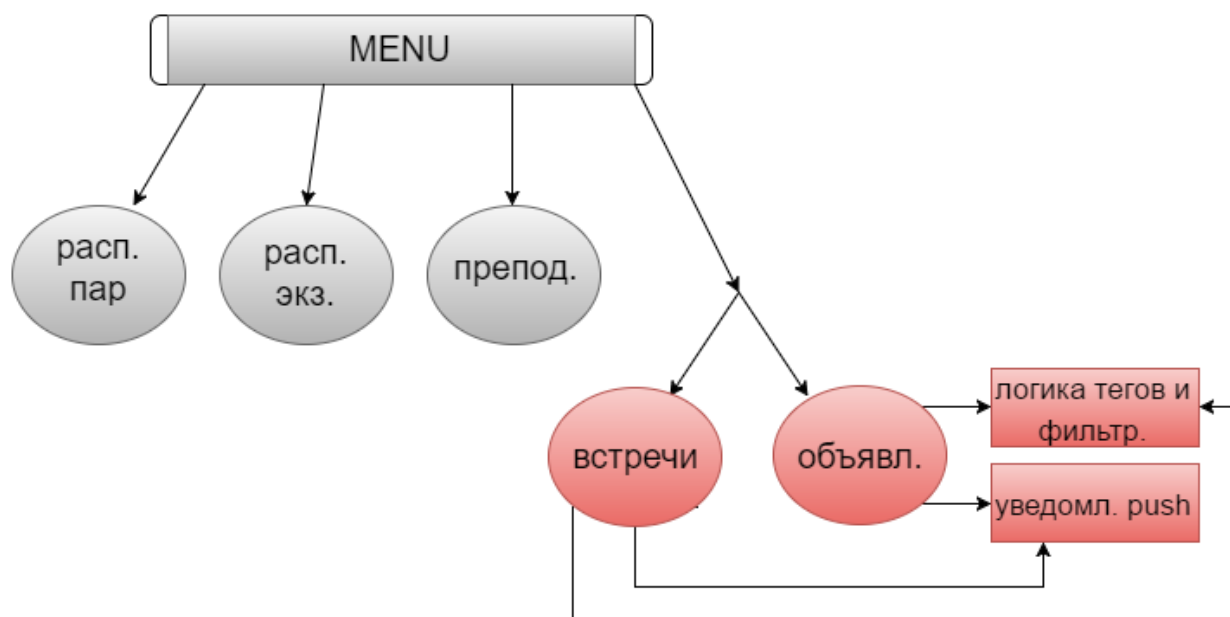 MENU
расп.
пар
расп.
экз.
препод.
встречи
объявл.
логика тегов и
фильтр.
уведомл. push